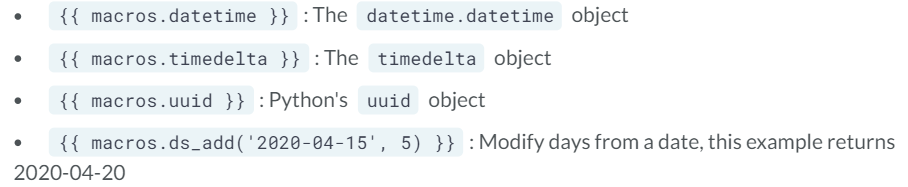 • {{ macros.datetime }} : The datetime.datetime object
• {{ macros.timedelta }} : The timedelta object
• {{ macros.uuid }} : Python's uuid object
• {{ macros.ds_add('2020-04-15', 5) }} : Modify days from a date, this example returns
2020-04-20